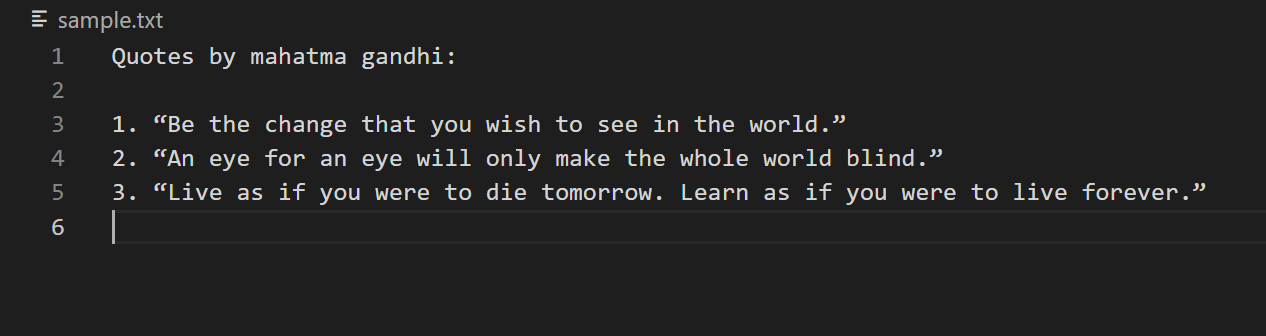 sample.txt
1 Quotes by mahatma gandhi:
2
3 1. “Be the change that you wish to see in the world.”
4 2. “An eye for an eye will only make the whole world blind.”
5 3. “Live as if you were to die tomorrow. Learn as if you were to live forever.”
6